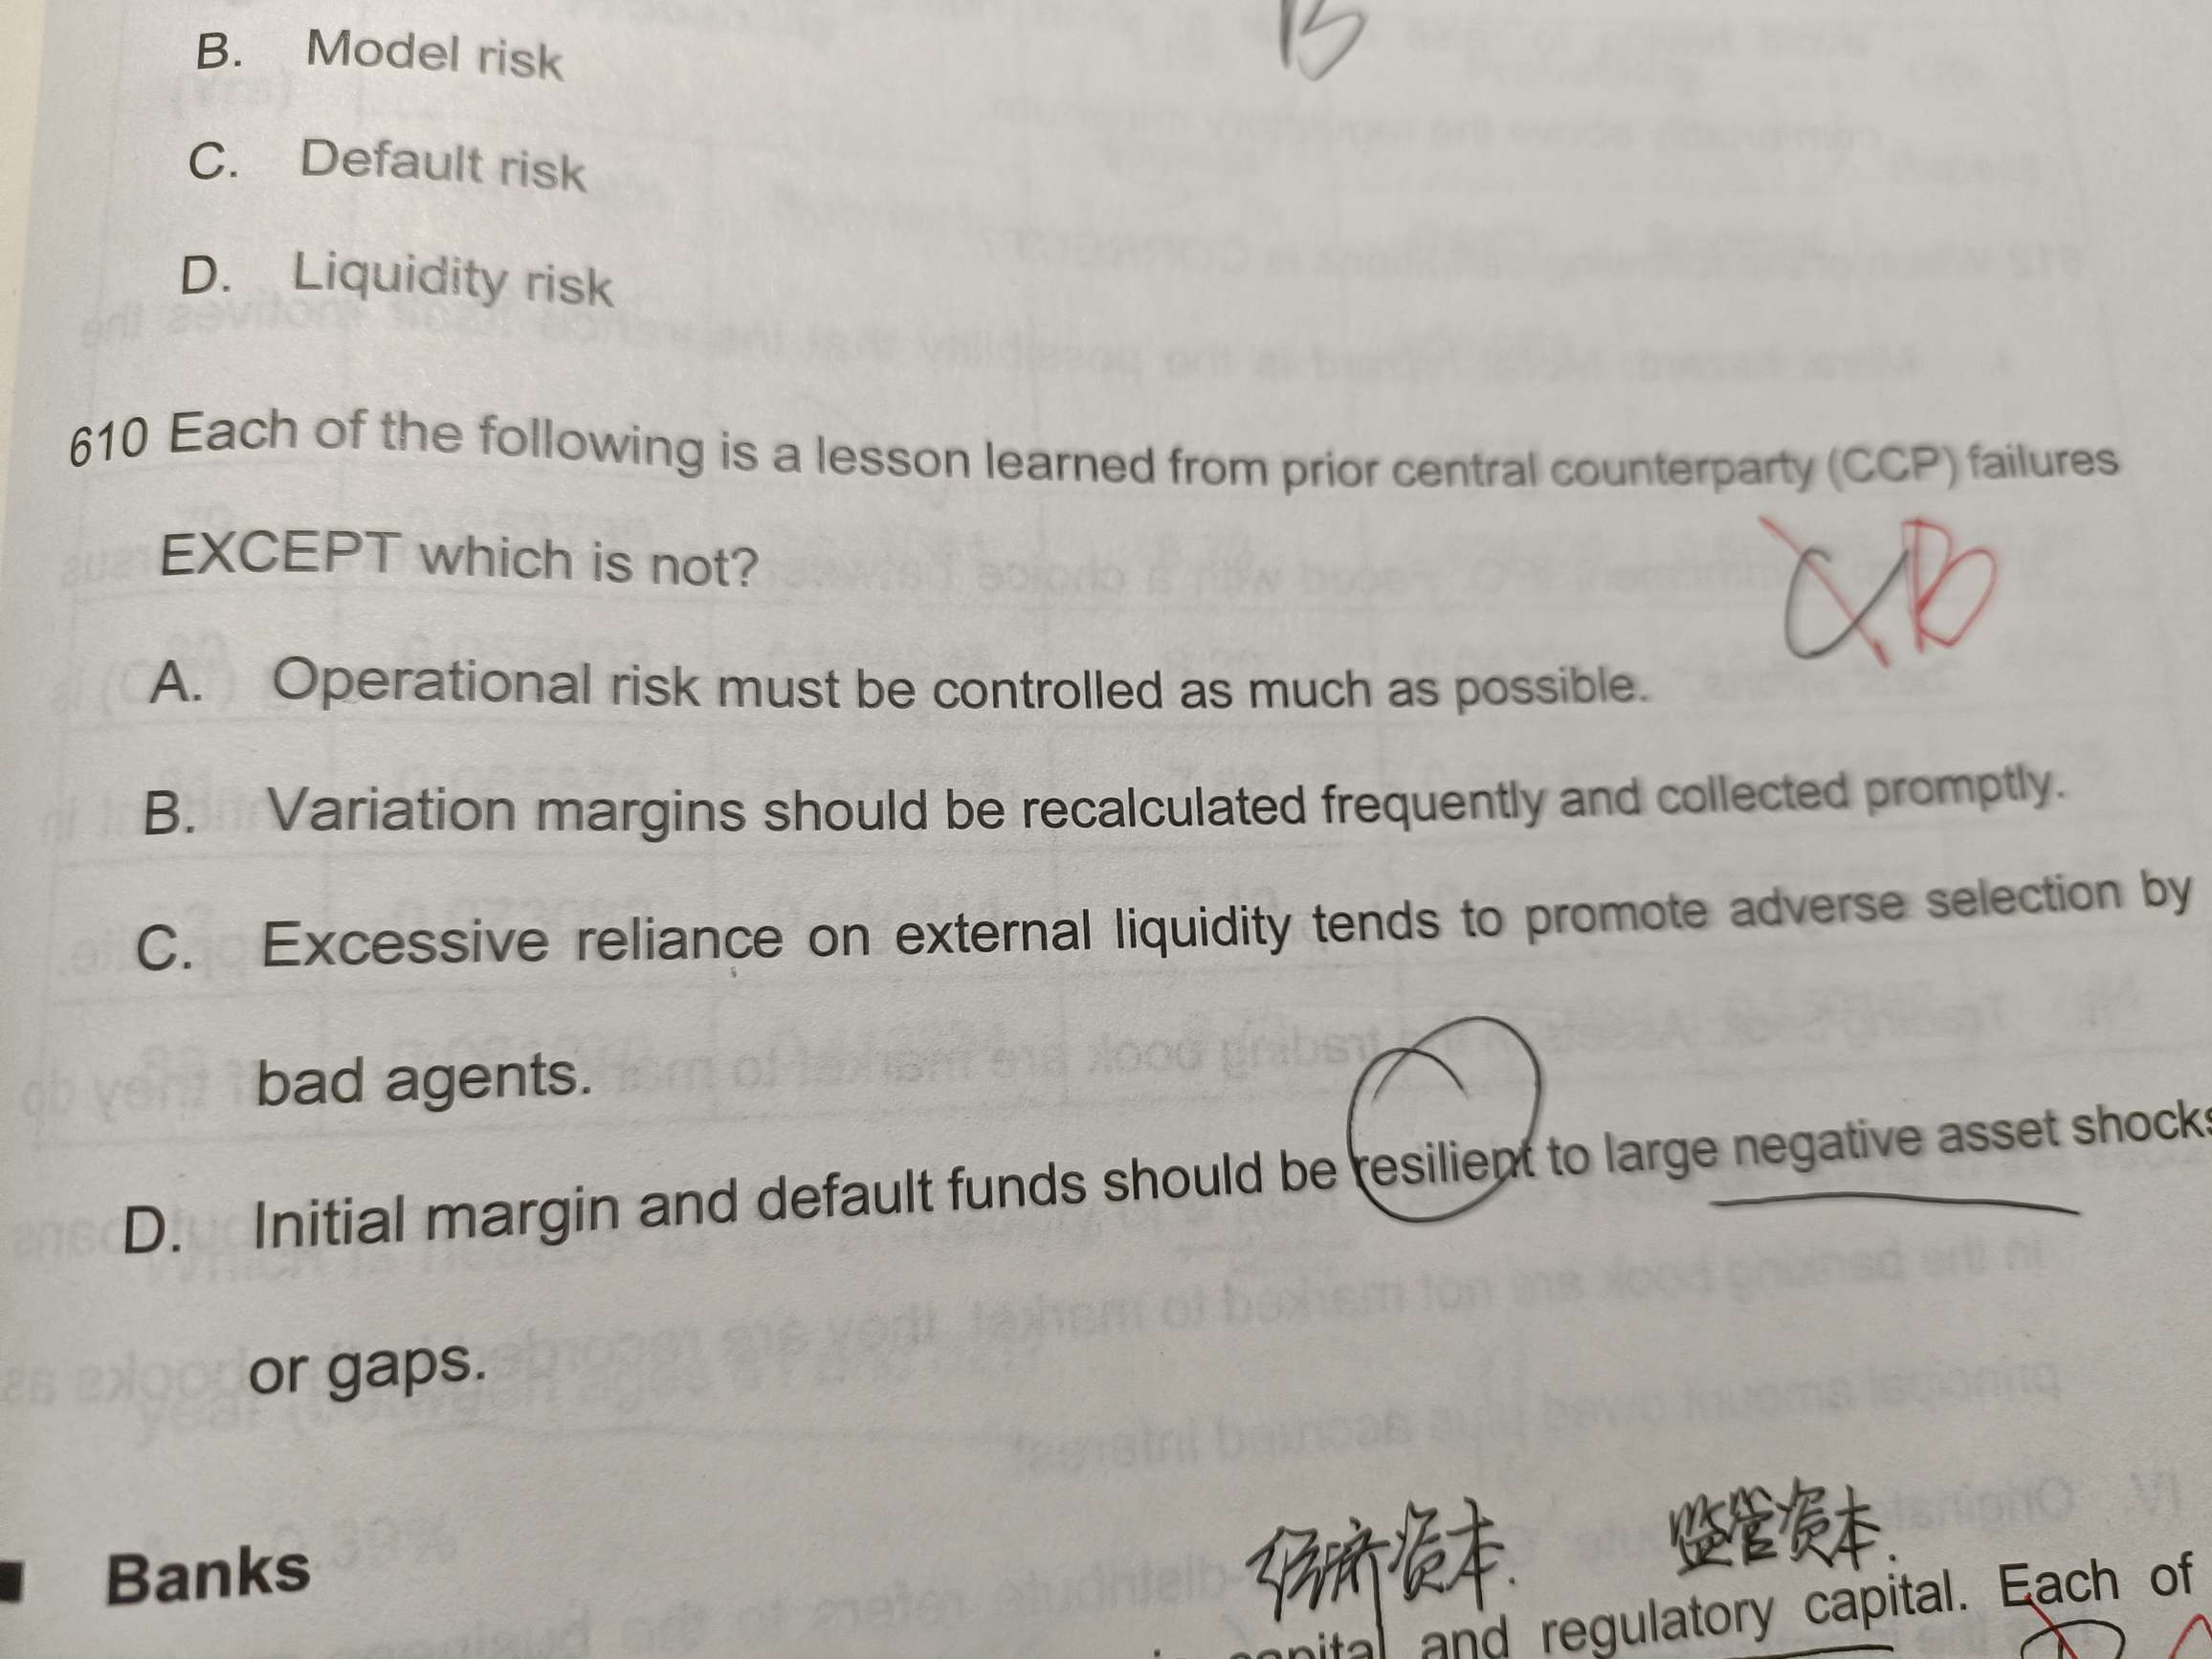 B
B. Model risk
C. Default risk
D. Liquidity risk
610 Each of the following is a lesson learned from prior central counterparty (CCP) failures
EXCEPT which is not?
C B
A. Operational risk must be controlled as much as possible.
B. Variation margins should be recalculated frequently and collected promptly.
C. Excessive reliance on external liquidity tends to promote adverse selection by
bad agents.
D. Initial margin and default funds should be resilient to large negative asset shocks
or gaps.
经济资本. 监管资本.
Banks
capital and regulatory capital. Each of